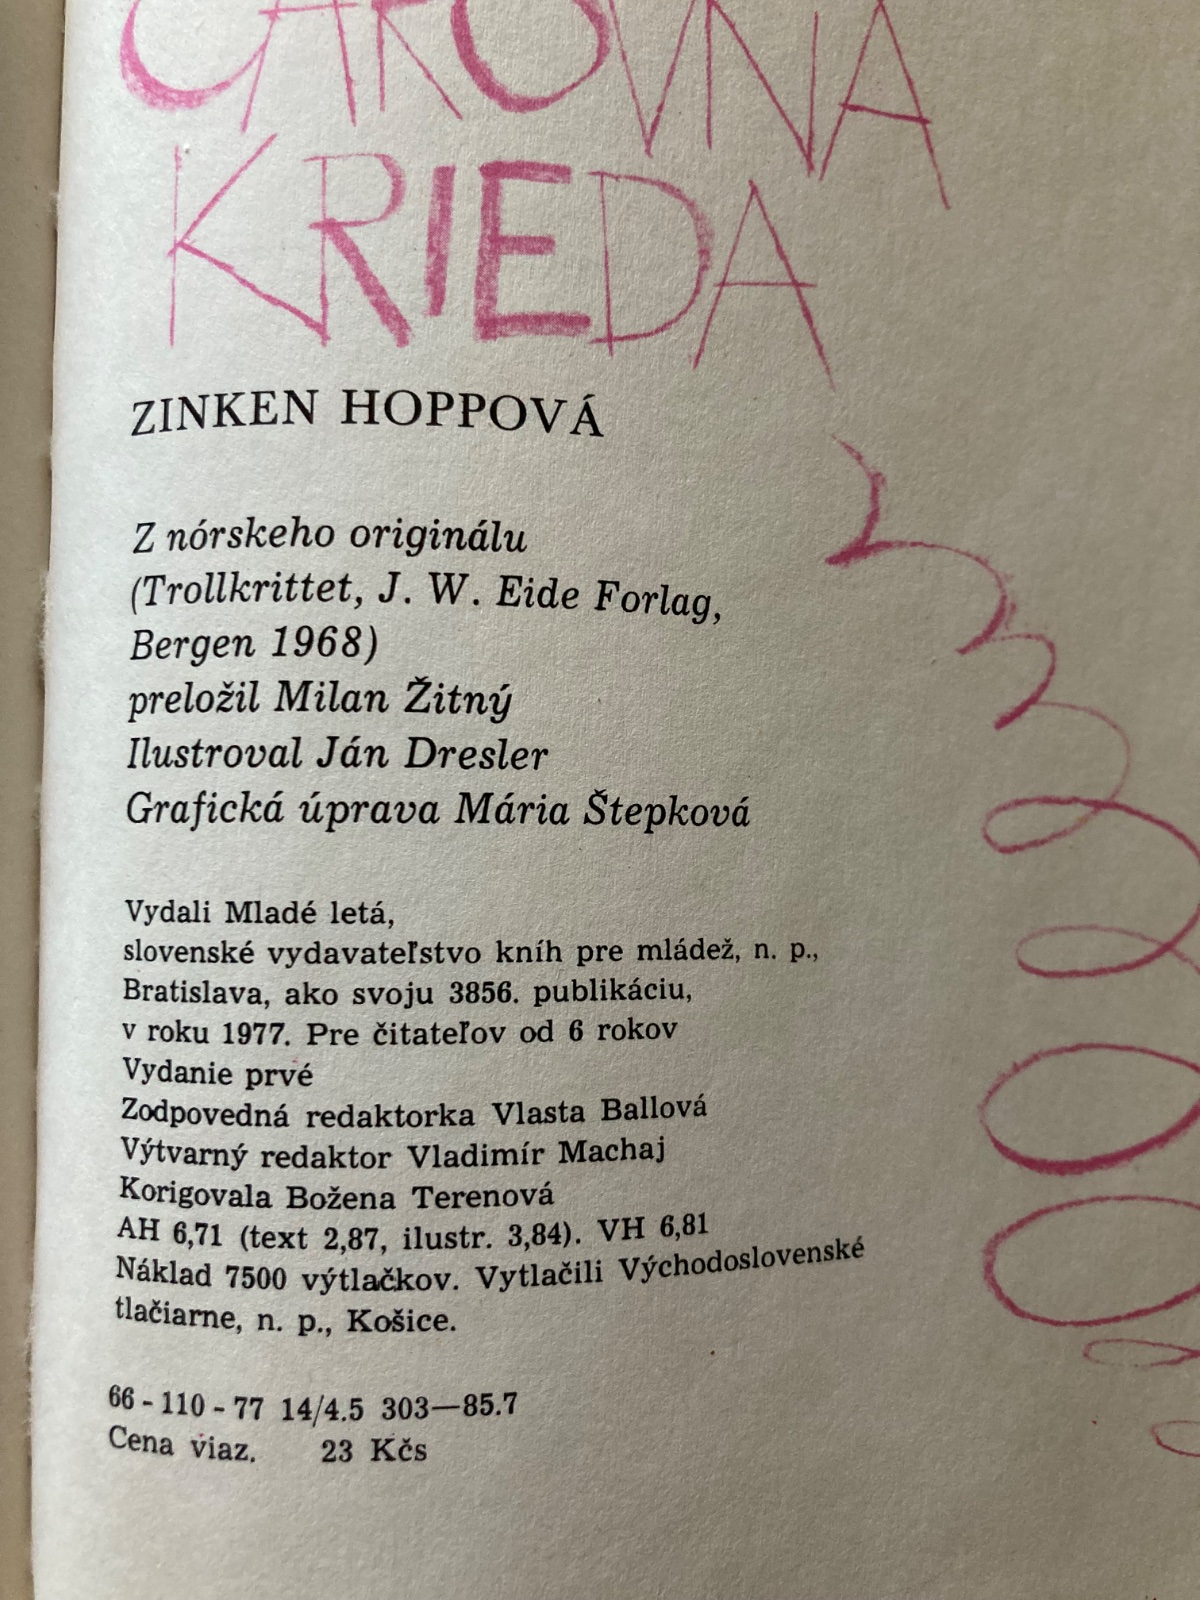 ČAROVNÁ
KRIEDA
ZINKEN HOPPOVÁ
Z nórskeho originálu
(Trollkrittet, J. W. Eide Forlag,
Bergen 1968)
preložil Milan Žitný
Ilustroval Ján Dresler
Grafická úprava Mária Štepková
Vydali Mladé letá,
slovenské vydavateľstvo kníh pre mládež, n. p.,
Bratislava, ako svoju 3856. publikáciu,
v roku 1977. Pre čitateľov od 6 rokov
Vydanie prvé
Zodpovedná redaktorka Vlasta Ballová
Výtvarný redaktor Vladimír Machaj
Korigovala Božena Terenová
AH 6,71 (text 2,87, ilustr. 3,84). VH 6,81
Náklad 7500 výtlačkov. Vytlačili Východoslovenské
tlačiarne, n. p., Košice.
66 - 110 - 77 14/4.5 303—85.7
Cena viaz. 23 Kčs